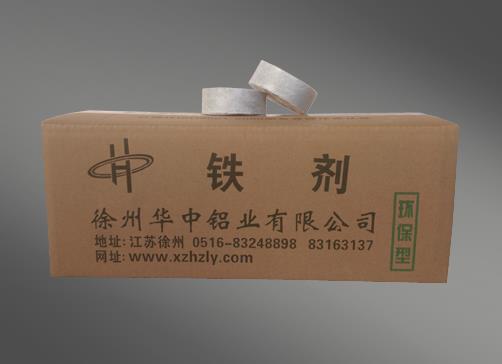 铁 剂
徐州华中铝业有限公司
地址:江苏徐州 0516-83248898 83163137
网址:www.xzhzly.com
环保型